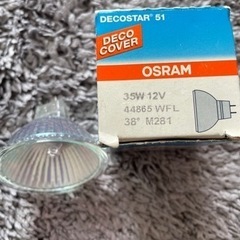 DECOSTAR® 51
DECO
COVER
OSRAM
35W 12V
44865 WFL
38° M281